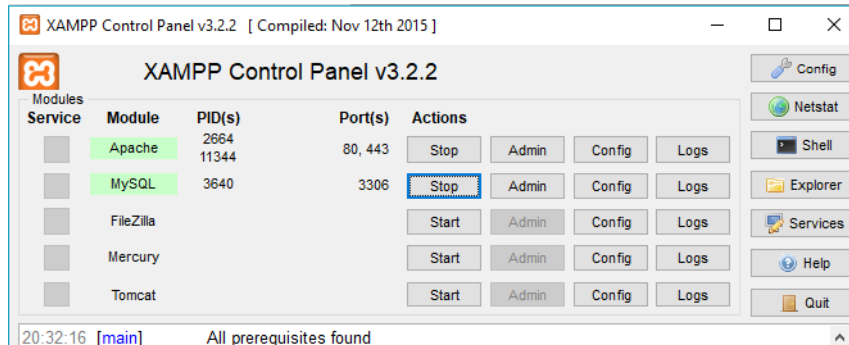 XAMPP Control Panel v3.2.2 [ Compiled: Nov 12th 2015 ]
XAMPP Control Panel v3.2.2
Config
Modules
Service Module PID(s) Port(s) Actions
Netstat
Apache 2664 11344 80, 443 Stop Admin Config Logs
Shell
MySQL 3640 3306 Stop Admin Config Logs
Explorer
FileZilla Start Admin Config Logs
Services
Mercury Start Admin Config Logs
Help
Tomcat Start Admin Config Logs
Quit
20:32:16 [main] All prerequisites found